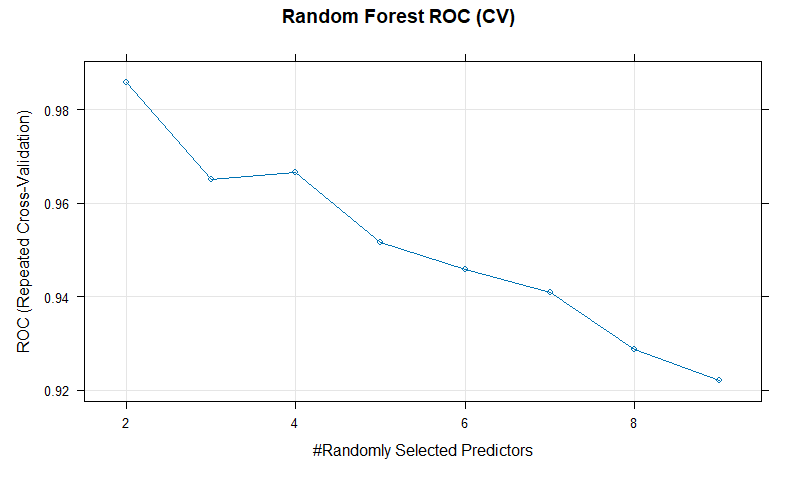 Random Forest ROC (CV)
ROC (Repeated Cross-Validation)
0.98
0.96
0.94
0.92
2 4 6 8
#Randomly Selected Predictors